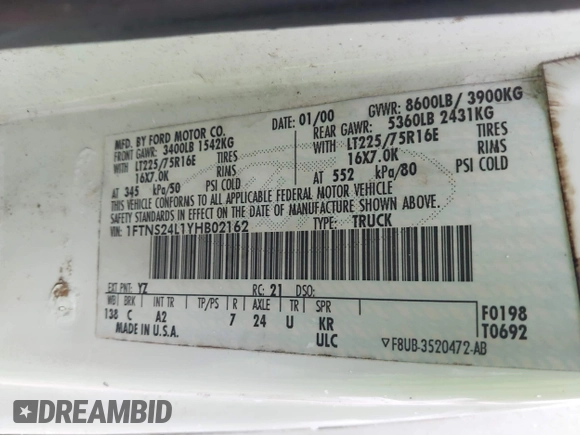 MFD. BY FORD MOTOR CO. DATE: 01/00 GVWR: 8600LB/ 3900KG
FRONT GAWR: 3400LB 1542KG REAR GAWR: 5360LB 2431KG
WITH LT225/75R16E TIRES WITH LT225/75R16E TIRES
16X7.0K RIMS 16X7.0K RIMS
AT 345 kPa/50 PSI COLD AT 552 kPa/80 PSI COLD
THIS VEHICLE CONFORMS TO ALL APPLICABLE FEDERAL MOTOR VEHICLE
SAFETY STANDARDS IN EFFECT ON THE DATE OF MANUFACTURE SHOWN ABOVE
VIN: 1FTNS24L1YHB02162 TYPE: TRUCK
EXT PNT: YZ RC: 21 DSO:
WB BRK INT TR TP/PS R AXLE TR SPR
138 C A2 7 24 U KR
MADE IN U.S.A. ULC
F0198
T0692
▽F8UB-3520472-AB
DREAMBID